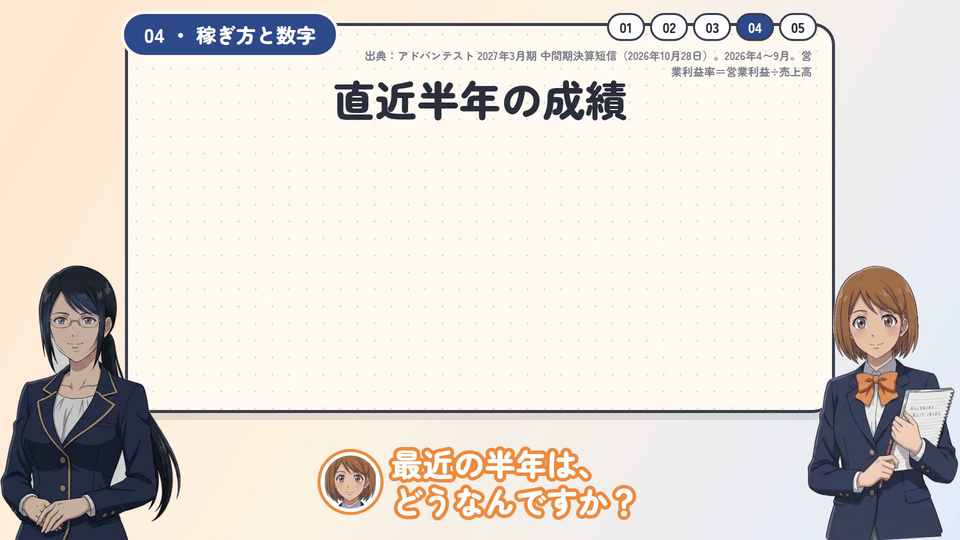 04 ・ 稼ぎ方と数字
01 02 03 04 05
出典：アドバンテスト 2027年3月期 中間期決算短信（2026年10月28日）。2026年4〜9月。営
業利益率＝営業利益÷売上高
直近半年の成績
最近の半年は、
どうなんですか？